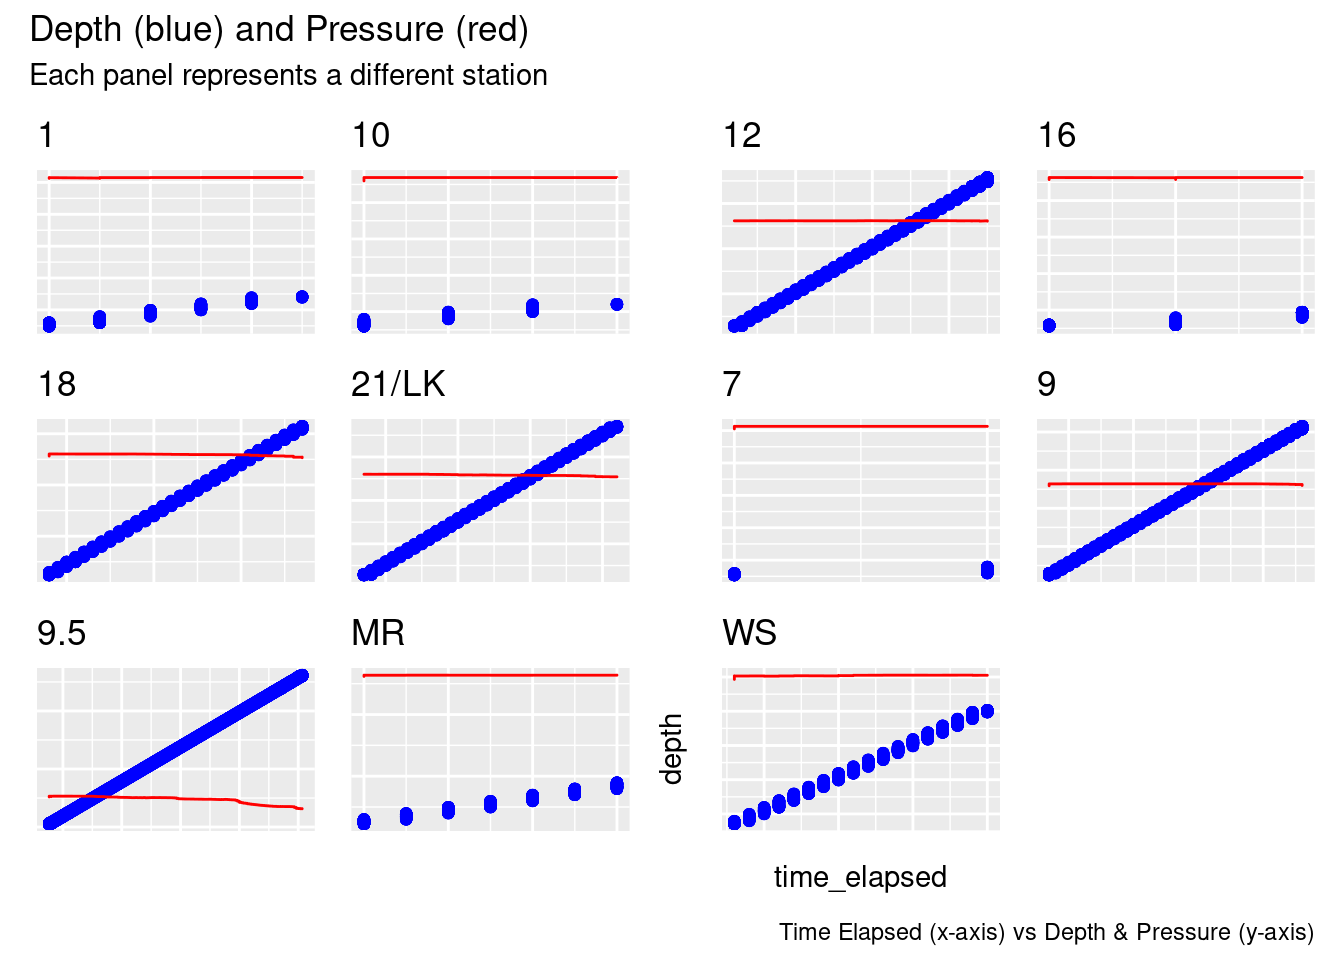 Depth (blue) and Pressure (red)
Each panel represents a different station
1
10
12
16
18
21/LK
7
9
9.5
MR
WS
depth
time_elapsed
Time Elapsed (x-axis) vs Depth & Pressure (y-axis)